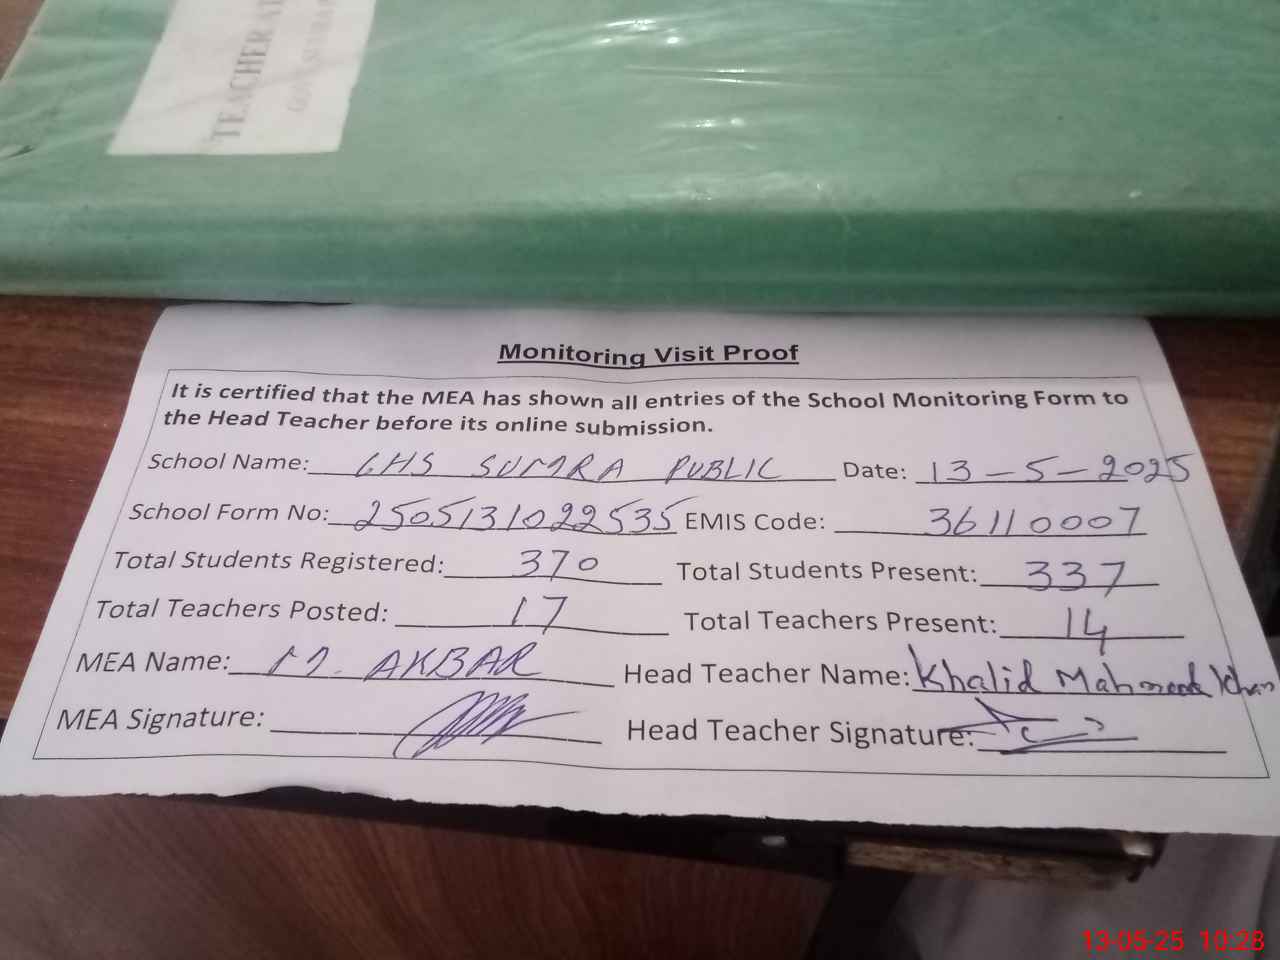 TEACHER
Monitoring Visit Proof
It is certified that the MEA has shown all entries of the School Monitoring Form to
the Head Teacher before its online submission.
School Name: GHS SUMRA PUBLIC Date: 13-5-2025
School Form No: 2505131022535 EMIS Code: 36110007
Total Students Registered: 370 Total Students Present: 337
Total Teachers Posted: 17 Total Teachers Present: 14
MEA Name: M. AKBAR Head Teacher Name: Khalid Mahmood Khan
MEA Signature: Head Teacher Signature:
13-05-25 10:28